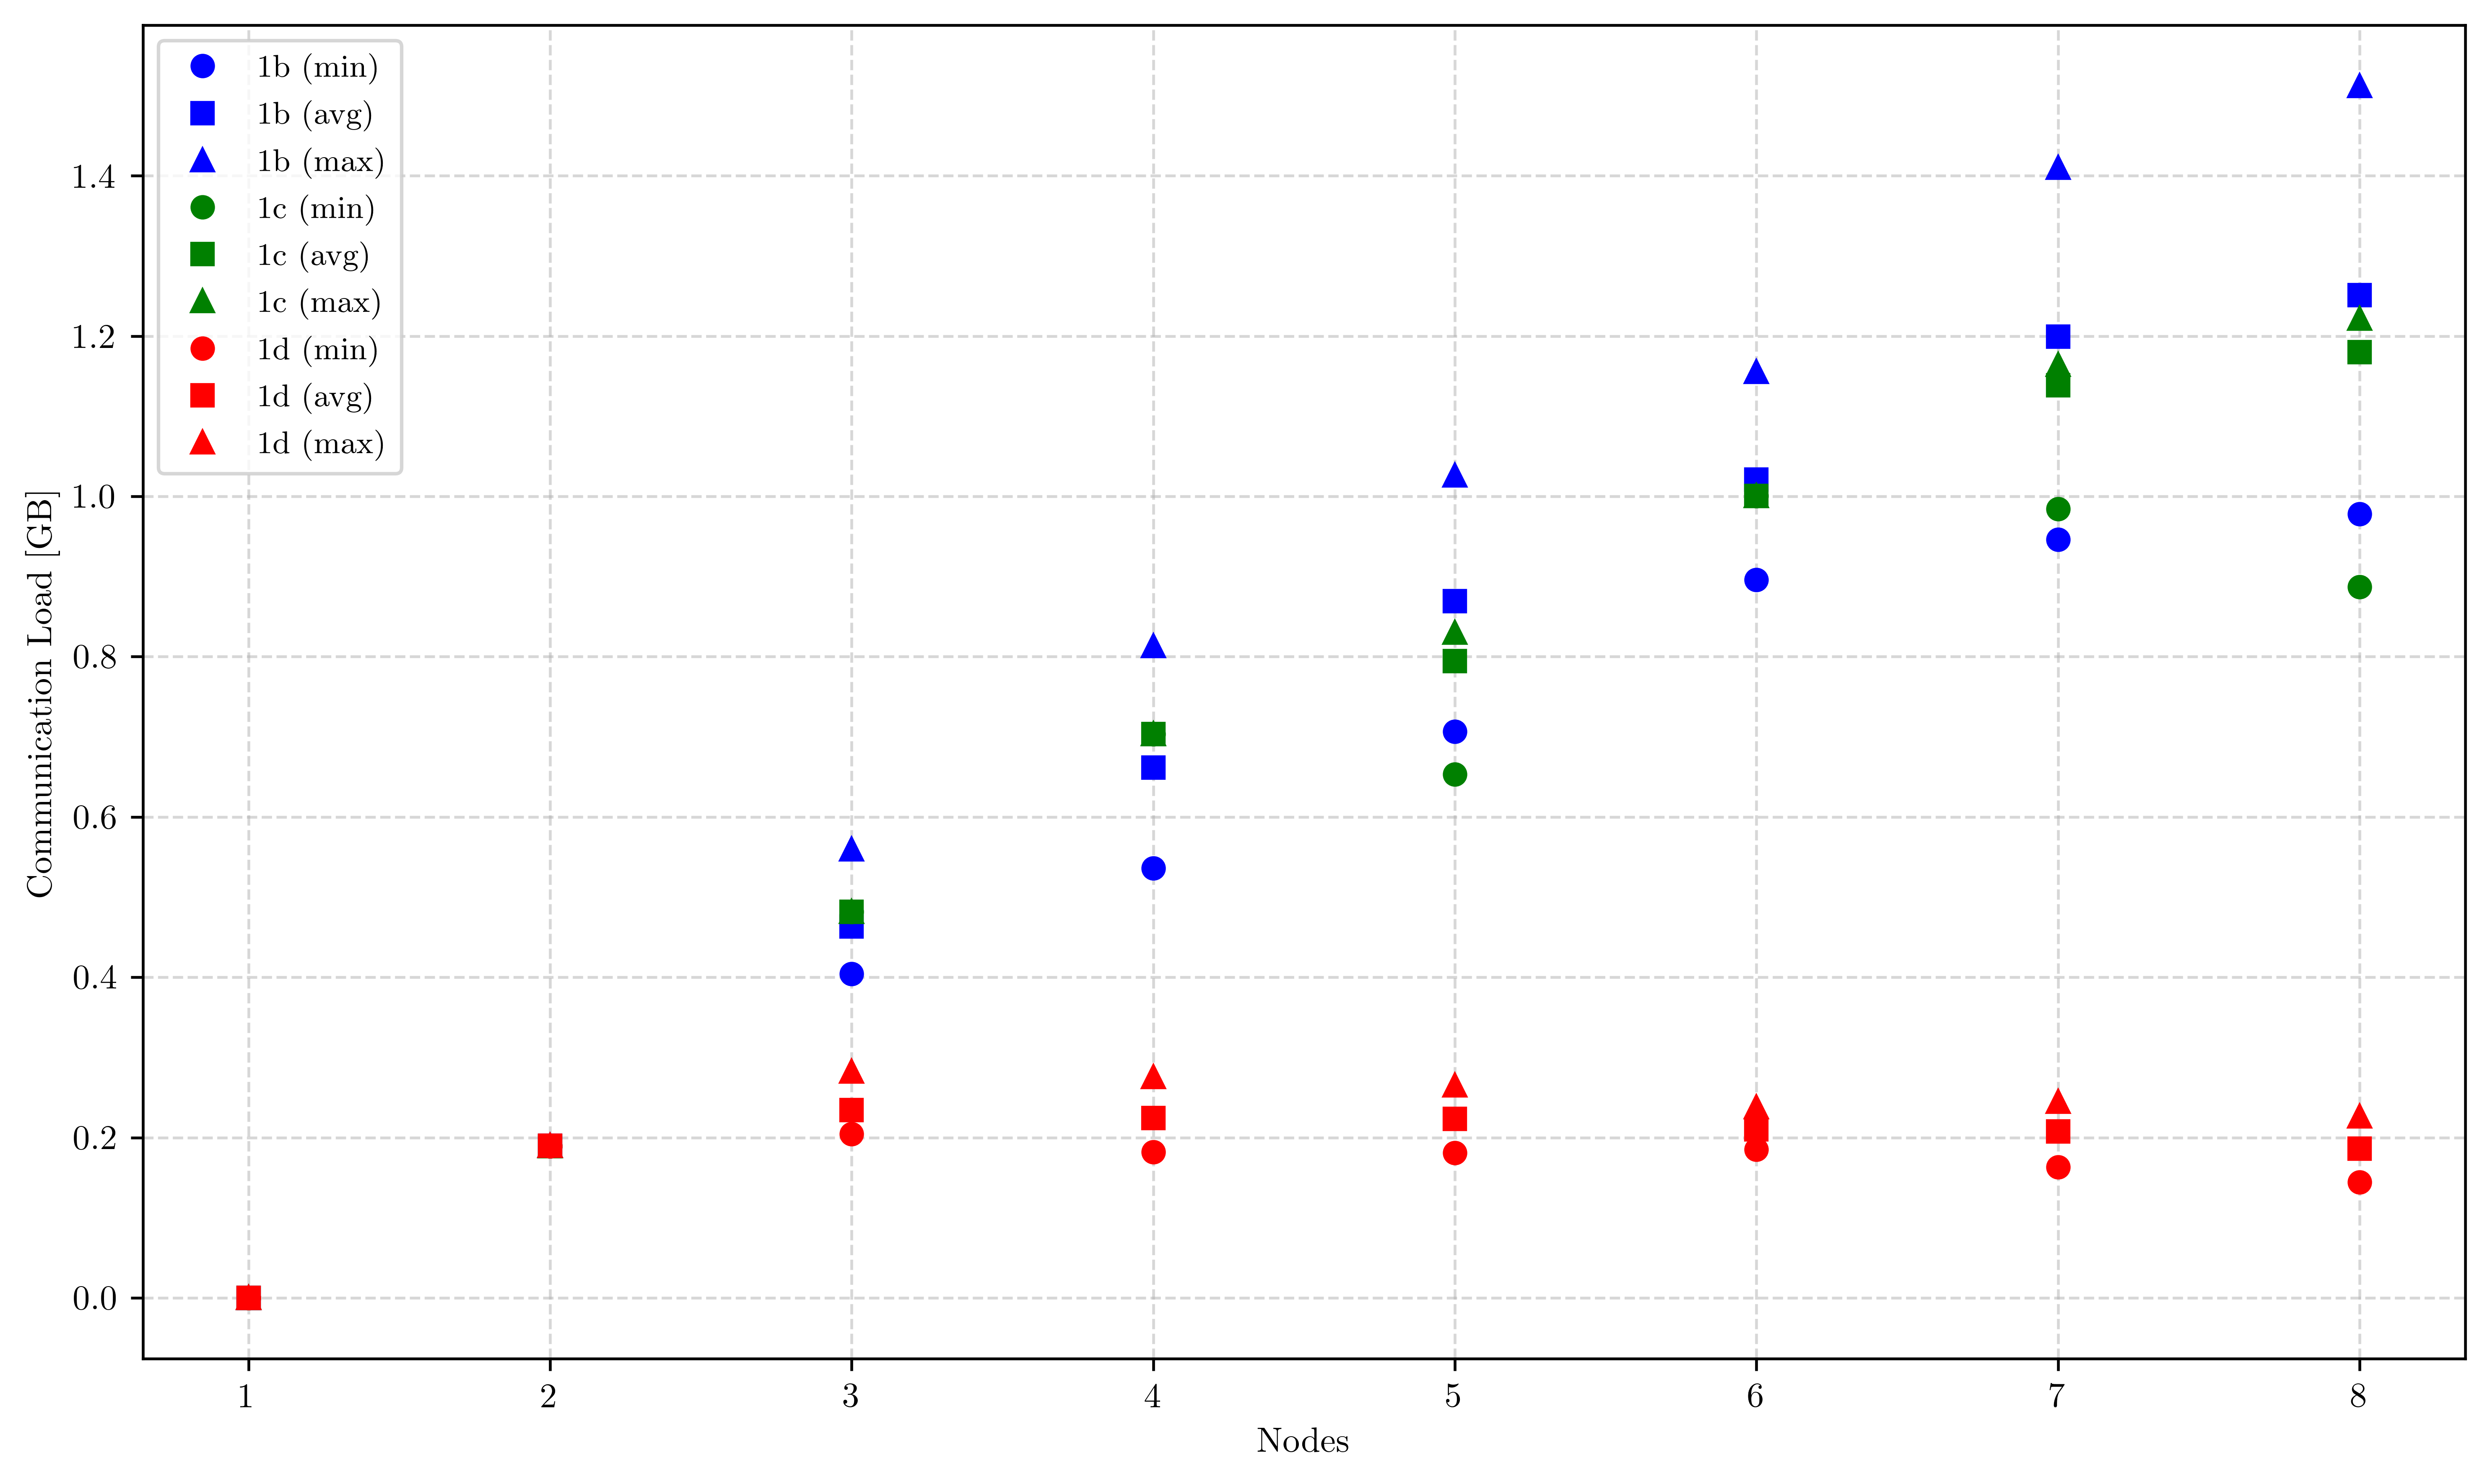 1b (min)
1b (avg)
1b (max)
1c (min)
1c (avg)
1c (max)
1d (min)
1d (avg)
1d (max)
1.4
1.2
1.0
0.8
0.6
0.4
0.2
0.0
Communication Load [GB]
1 2 3 4 5 6 7 8
Nodes